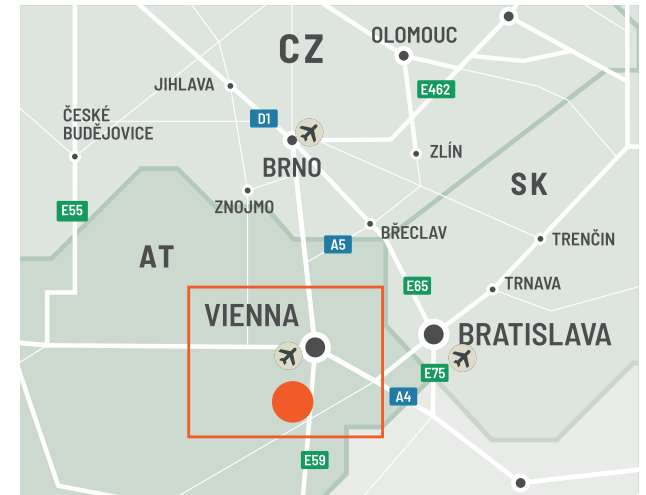 CZ
OLOMOUC
JIHLAVA
E462
ČESKÉ
BUDĚJOVICE
D1
BRNO
ZLÍN
SK
ZNOJMO
E55
BŘECLAV
TRENČIN
A5
AT
E65
TRNAVA
VIENNA
BRATISLAVA
E75
A4
E59